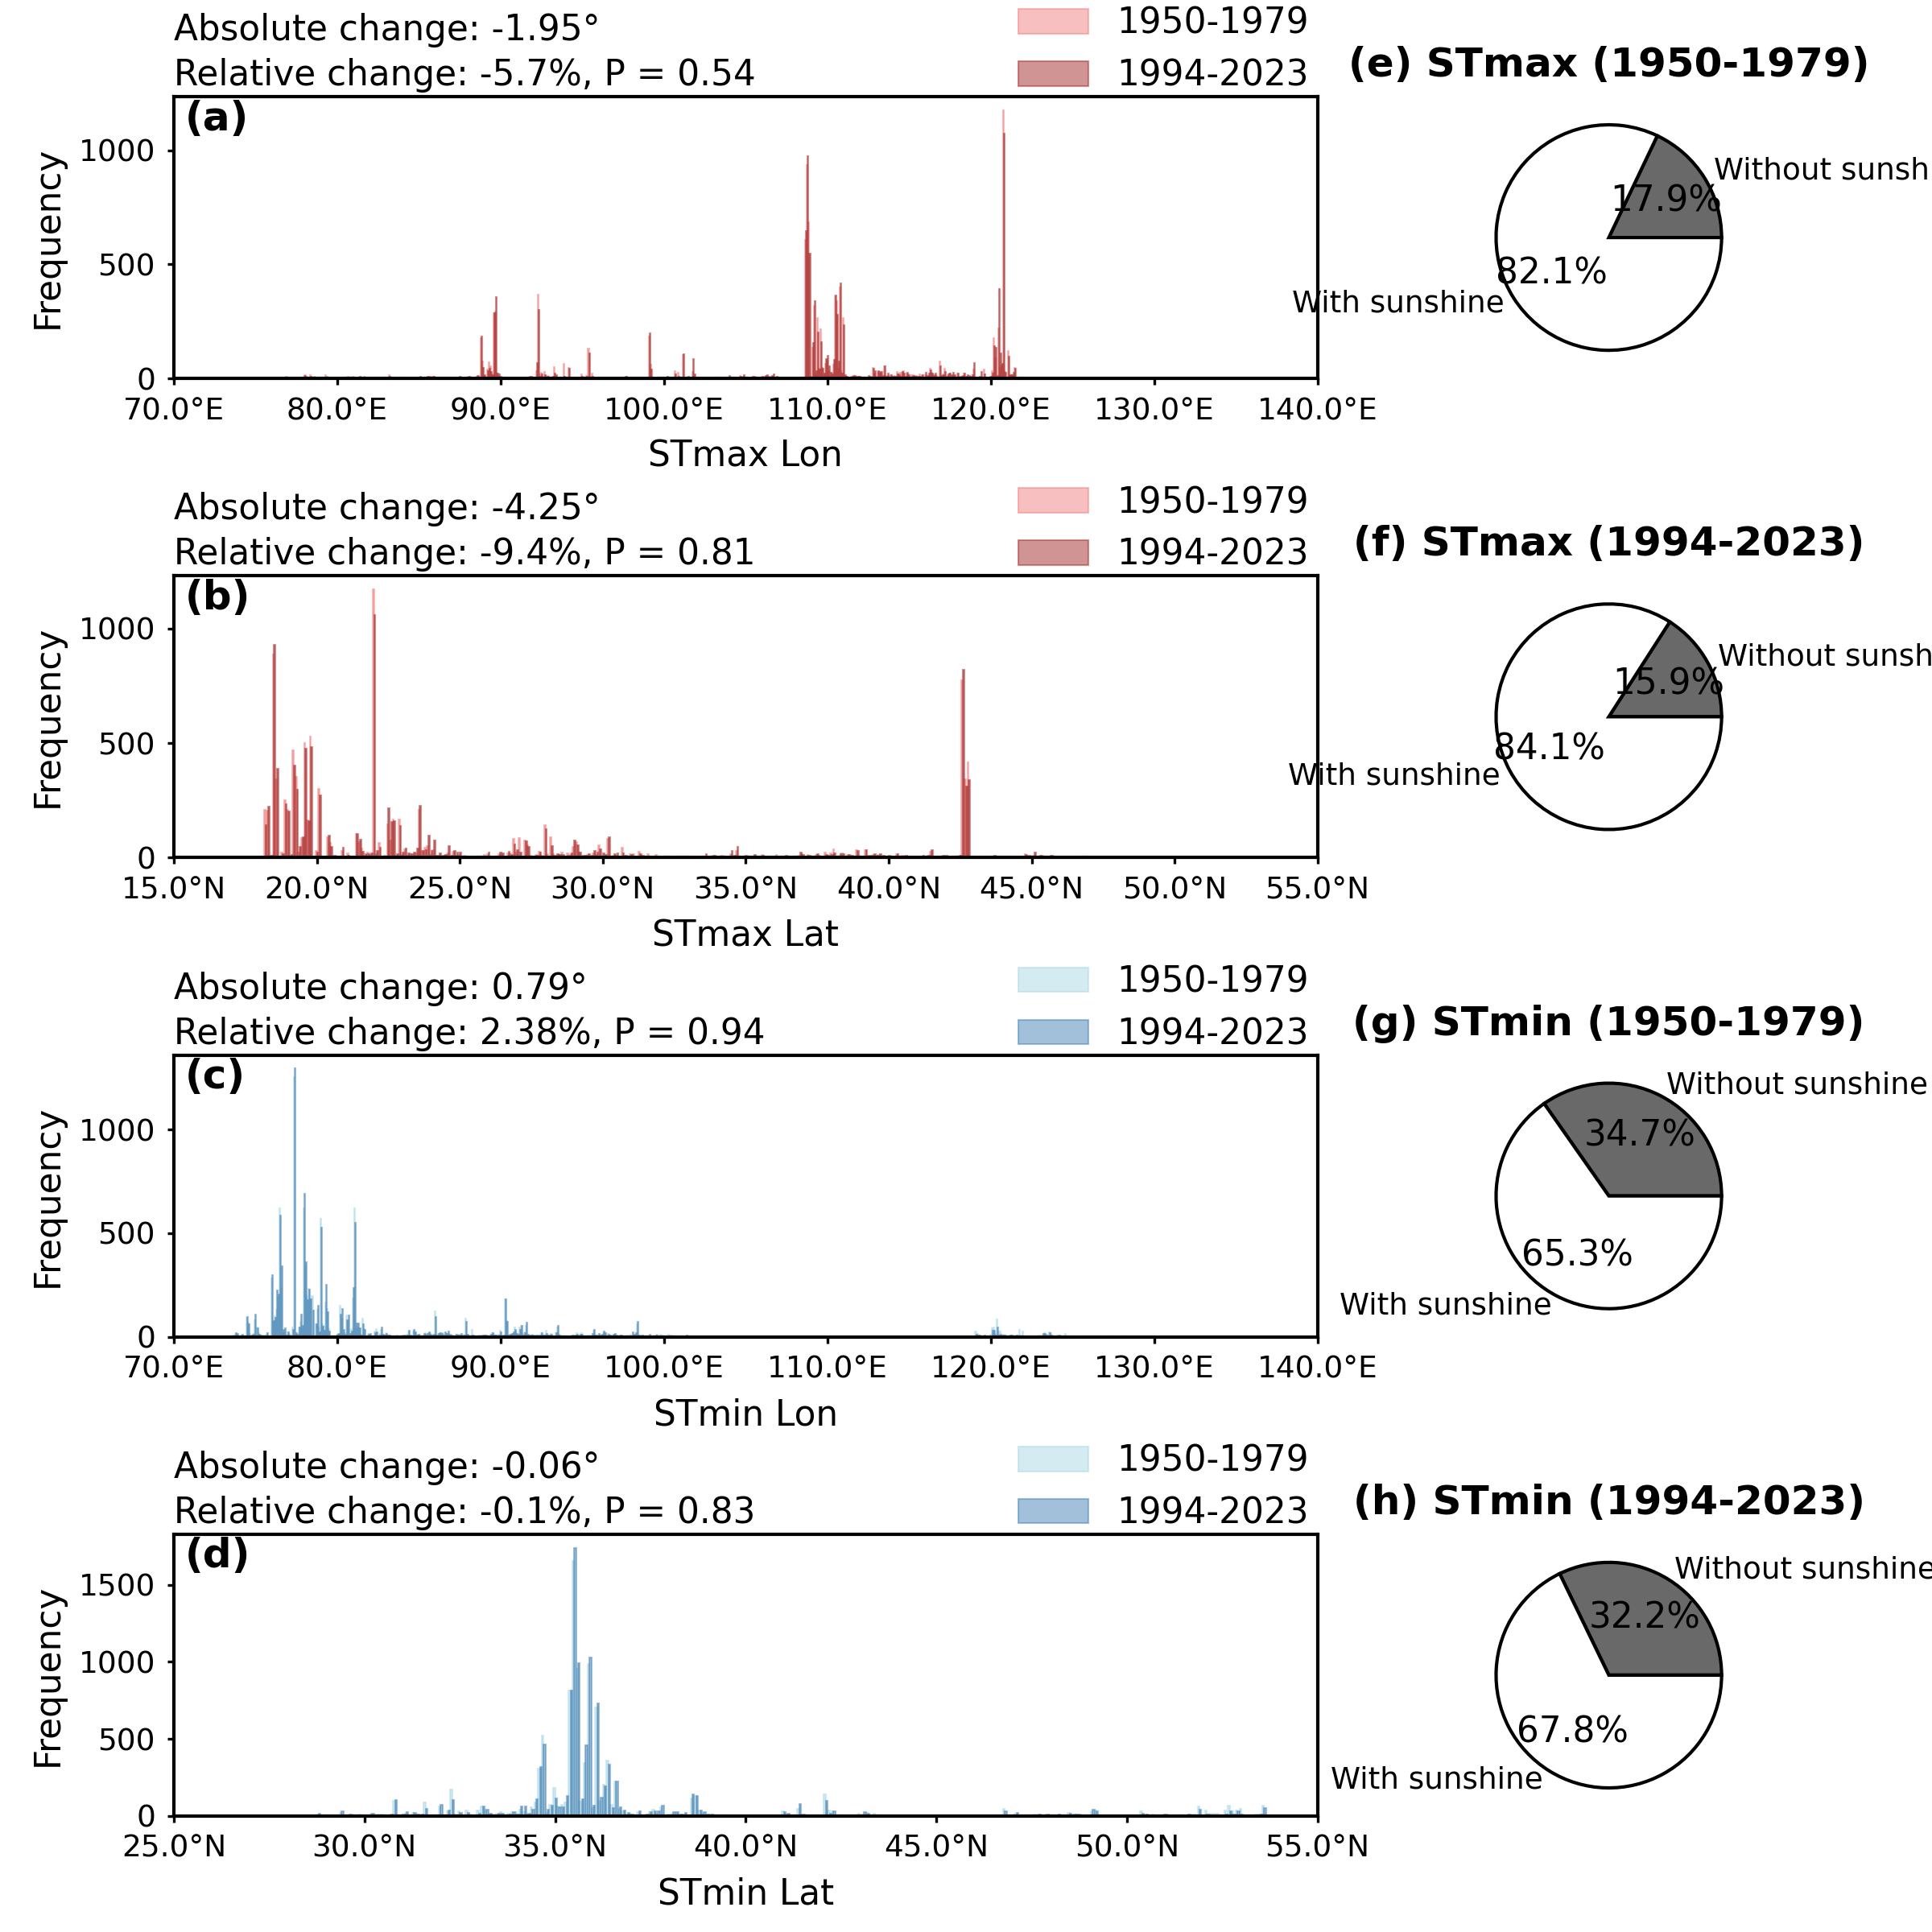 Absolute change: -1.95°
Relative change: -5.7%, P = 0.54
1950-1979
1994-2023
(a)
Frequency
1000
500
0
70.0°E 80.0°E 90.0°E 100.0°E 110.0°E 120.0°E 130.0°E 140.0°E
STmax Lon
(e) STmax (1950-1979)
Without sunsh
17.9%
82.1%
With sunshine
Absolute change: -4.25°
Relative change: -9.4%, P = 0.81
1950-1979
1994-2023
(b)
Frequency
1000
500
0
15.0°N 20.0°N 25.0°N 30.0°N 35.0°N 40.0°N 45.0°N 50.0°N 55.0°N
STmax Lat
(f) STmax (1994-2023)
Without sunsh
15.9%
84.1%
With sunshine
Absolute change: 0.79°
Relative change: 2.38%, P = 0.94
1950-1979
1994-2023
(c)
Frequency
1000
500
0
70.0°E 80.0°E 90.0°E 100.0°E 110.0°E 120.0°E 130.0°E 140.0°E
STmin Lon
(g) STmin (1950-1979)
Without sunshine
34.7%
65.3%
With sunshine
Absolute change: -0.06°
Relative change: -0.1%, P = 0.83
1950-1979
1994-2023
(d)
Frequency
1500
1000
500
0
25.0°N 30.0°N 35.0°N 40.0°N 45.0°N 50.0°N 55.0°N
STmin Lat
(h) STmin (1994-2023)
Without sunshine
32.2%
67.8%
With sunshine